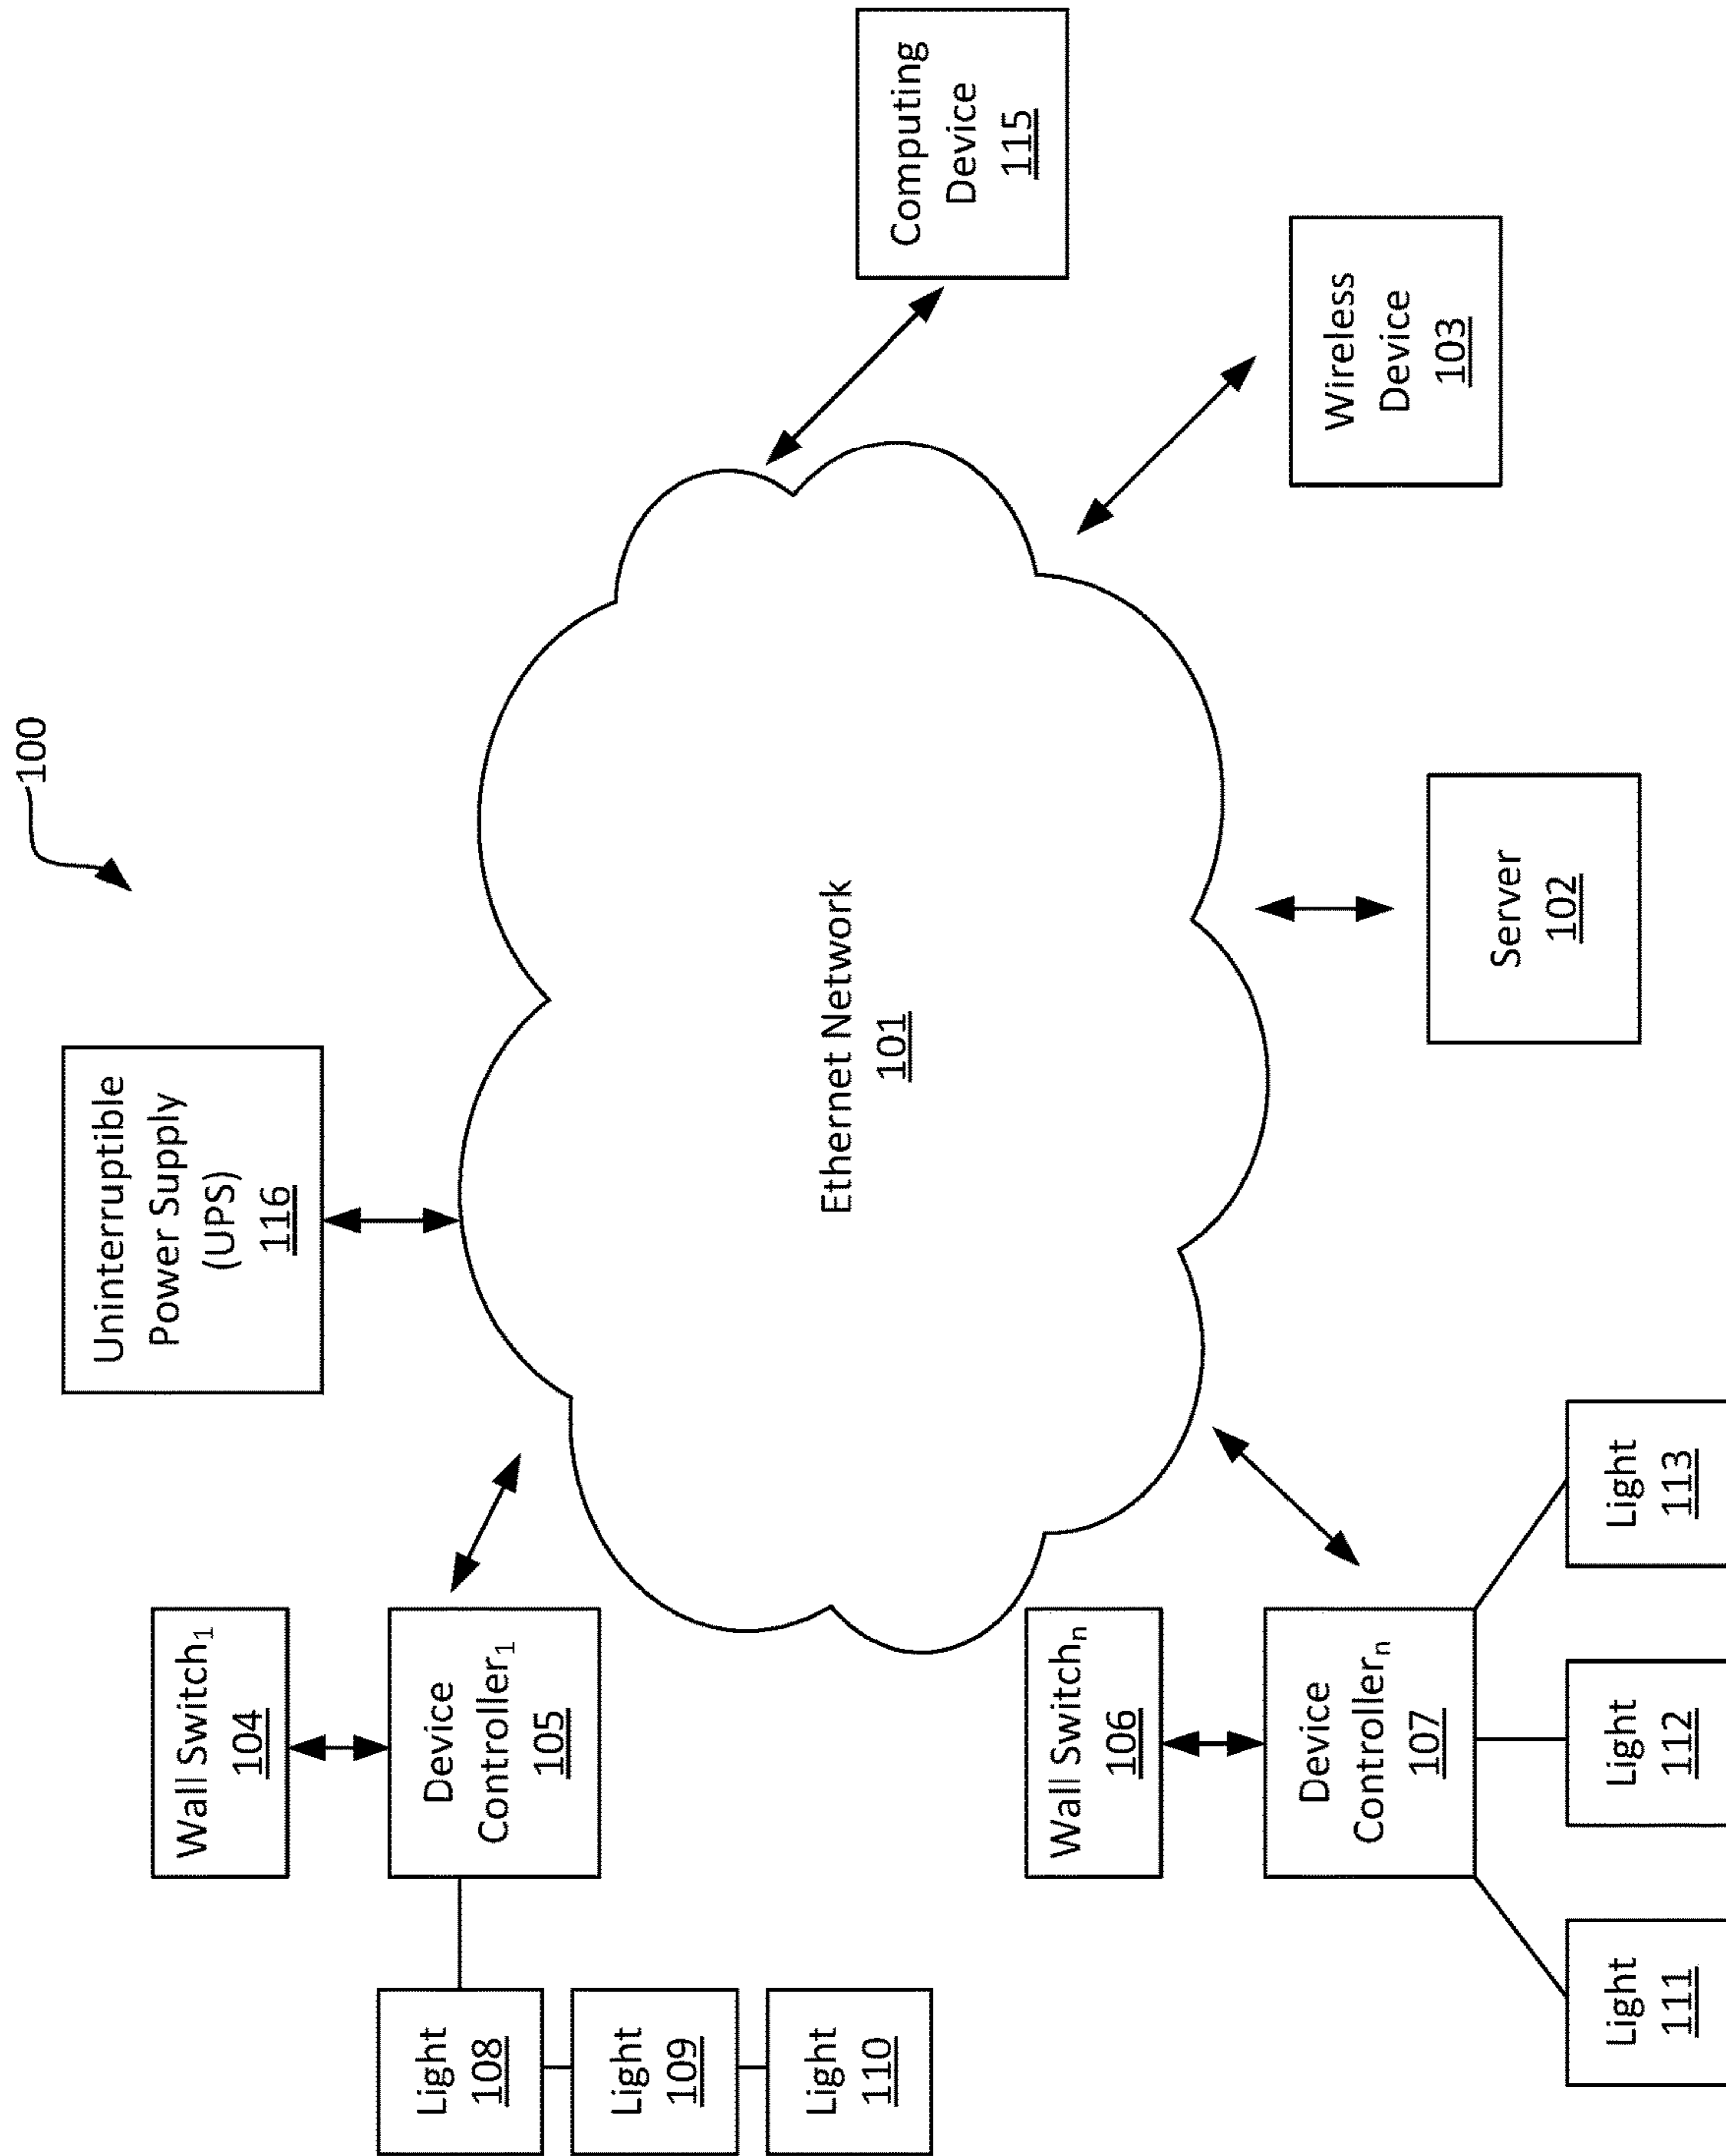 100
Uninterruptible
Power Supply
(UPS)
116
Wall Switch1
104
Device
Controller1
105
Light
108
Light
109
Light
110
Ethernet Network
101
Computing
Device
115
Wireless
Device
103
Server
102
Wall Switchn
106
Device
Controllern
107
Light
111
Light
112
Light
113